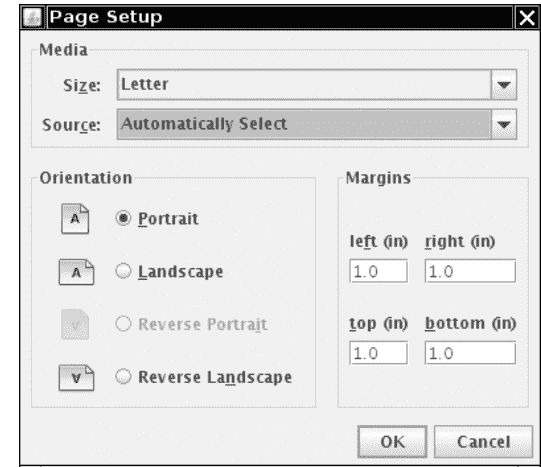 Page Setup
Media
Size: Letter
Source: Automatically Select
Orientation
A Portrait
A Landscape
A Reverse Portrait
A Reverse Landscape
Margins
left (in) right (in)
1.0 1.0
top (in) bottom (in)
1.0 1.0
OK Cancel